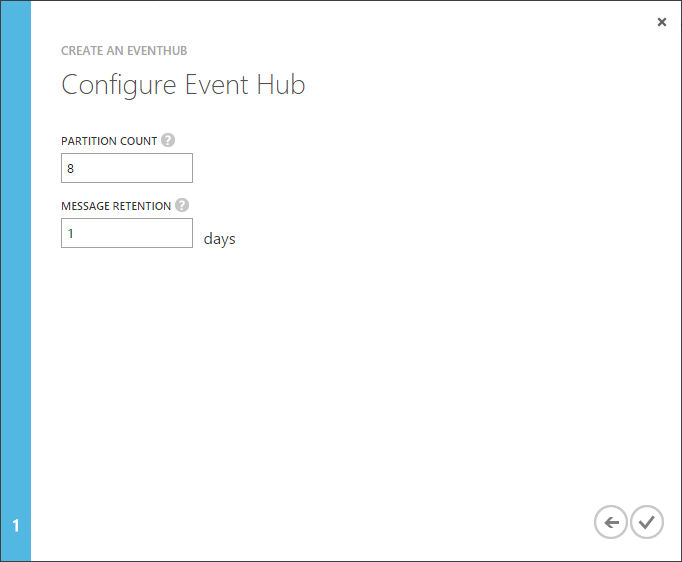 CREATE AN EVENTHUB
Configure Event Hub
PARTITION COUNT ?
8
MESSAGE RETENTION ?
1 days
1